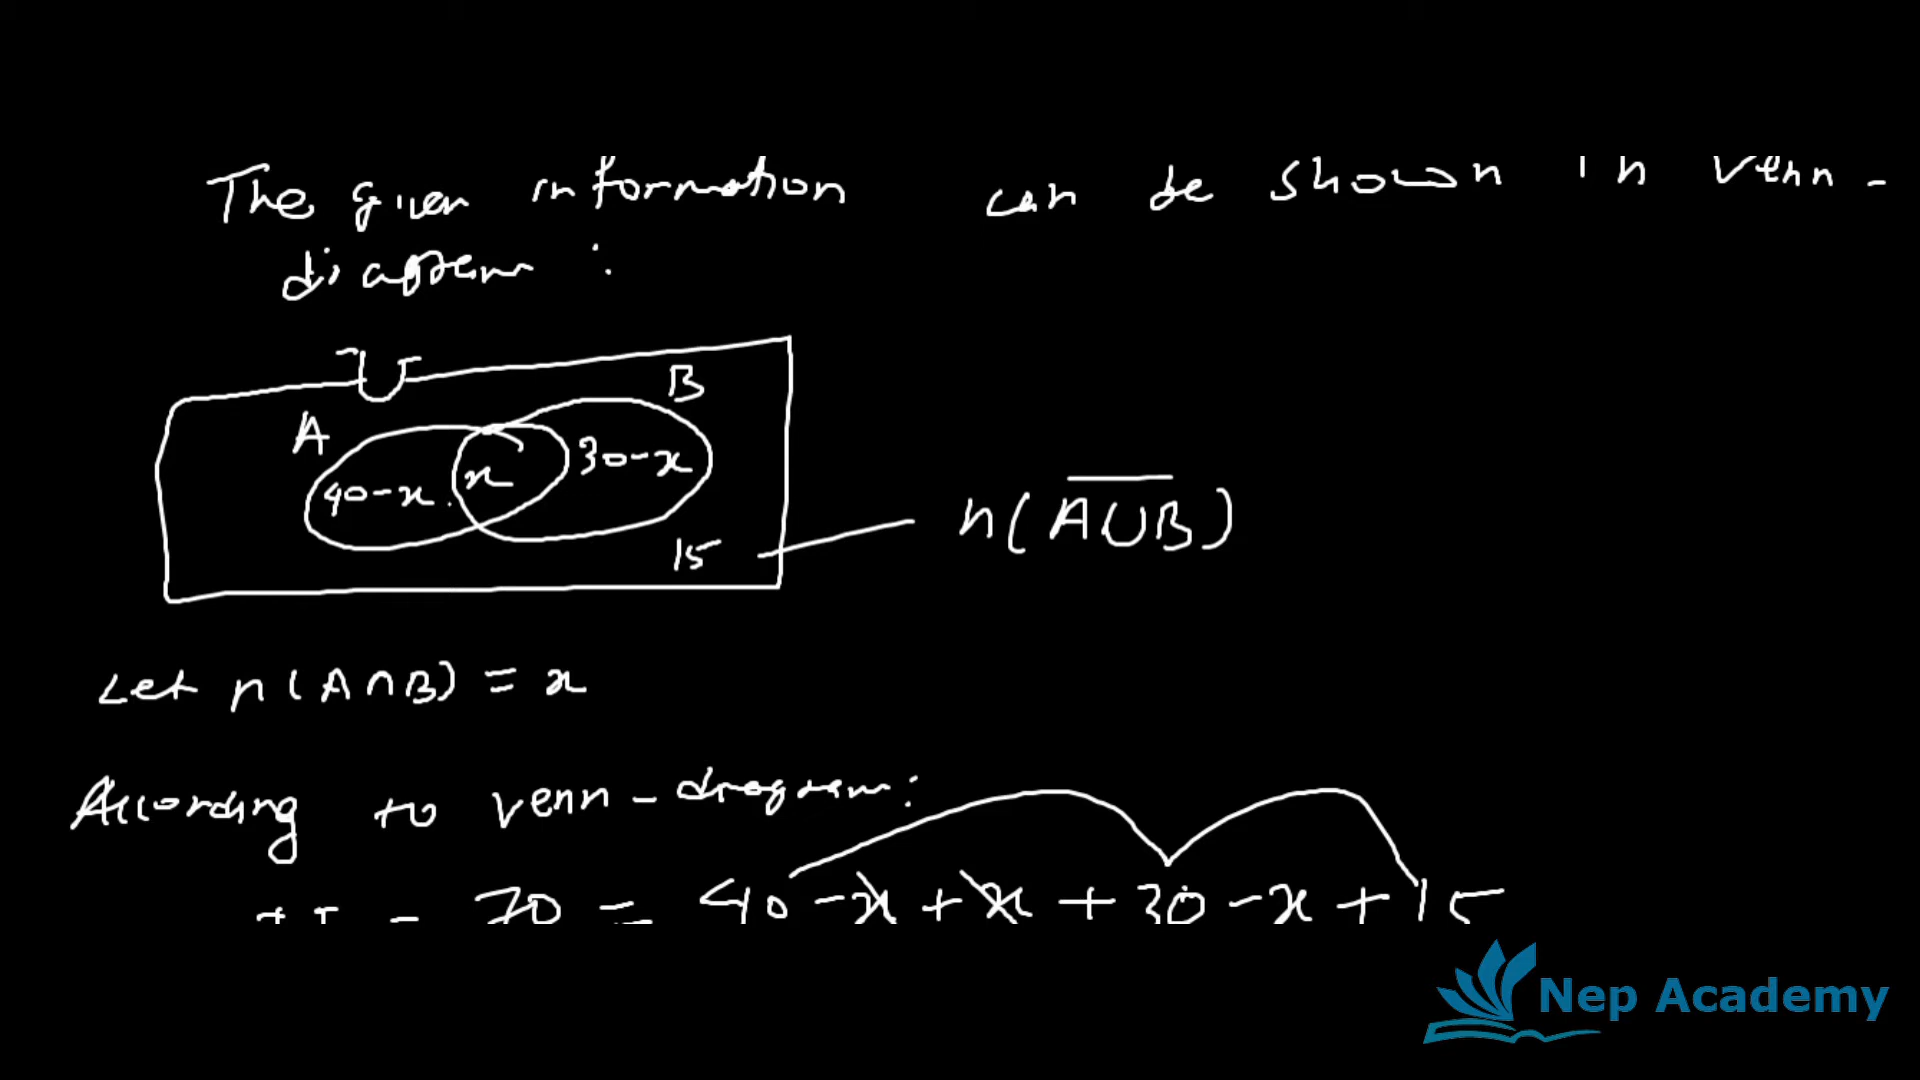 The given information can be shown in venn-
diagram :
U
A
B
40-x
x
30-x
15
n(A∪B)̅
Let n(A∩B) = x
According to venn-diagram:
70 = 40-x+x+30-x+15
Nep Academy